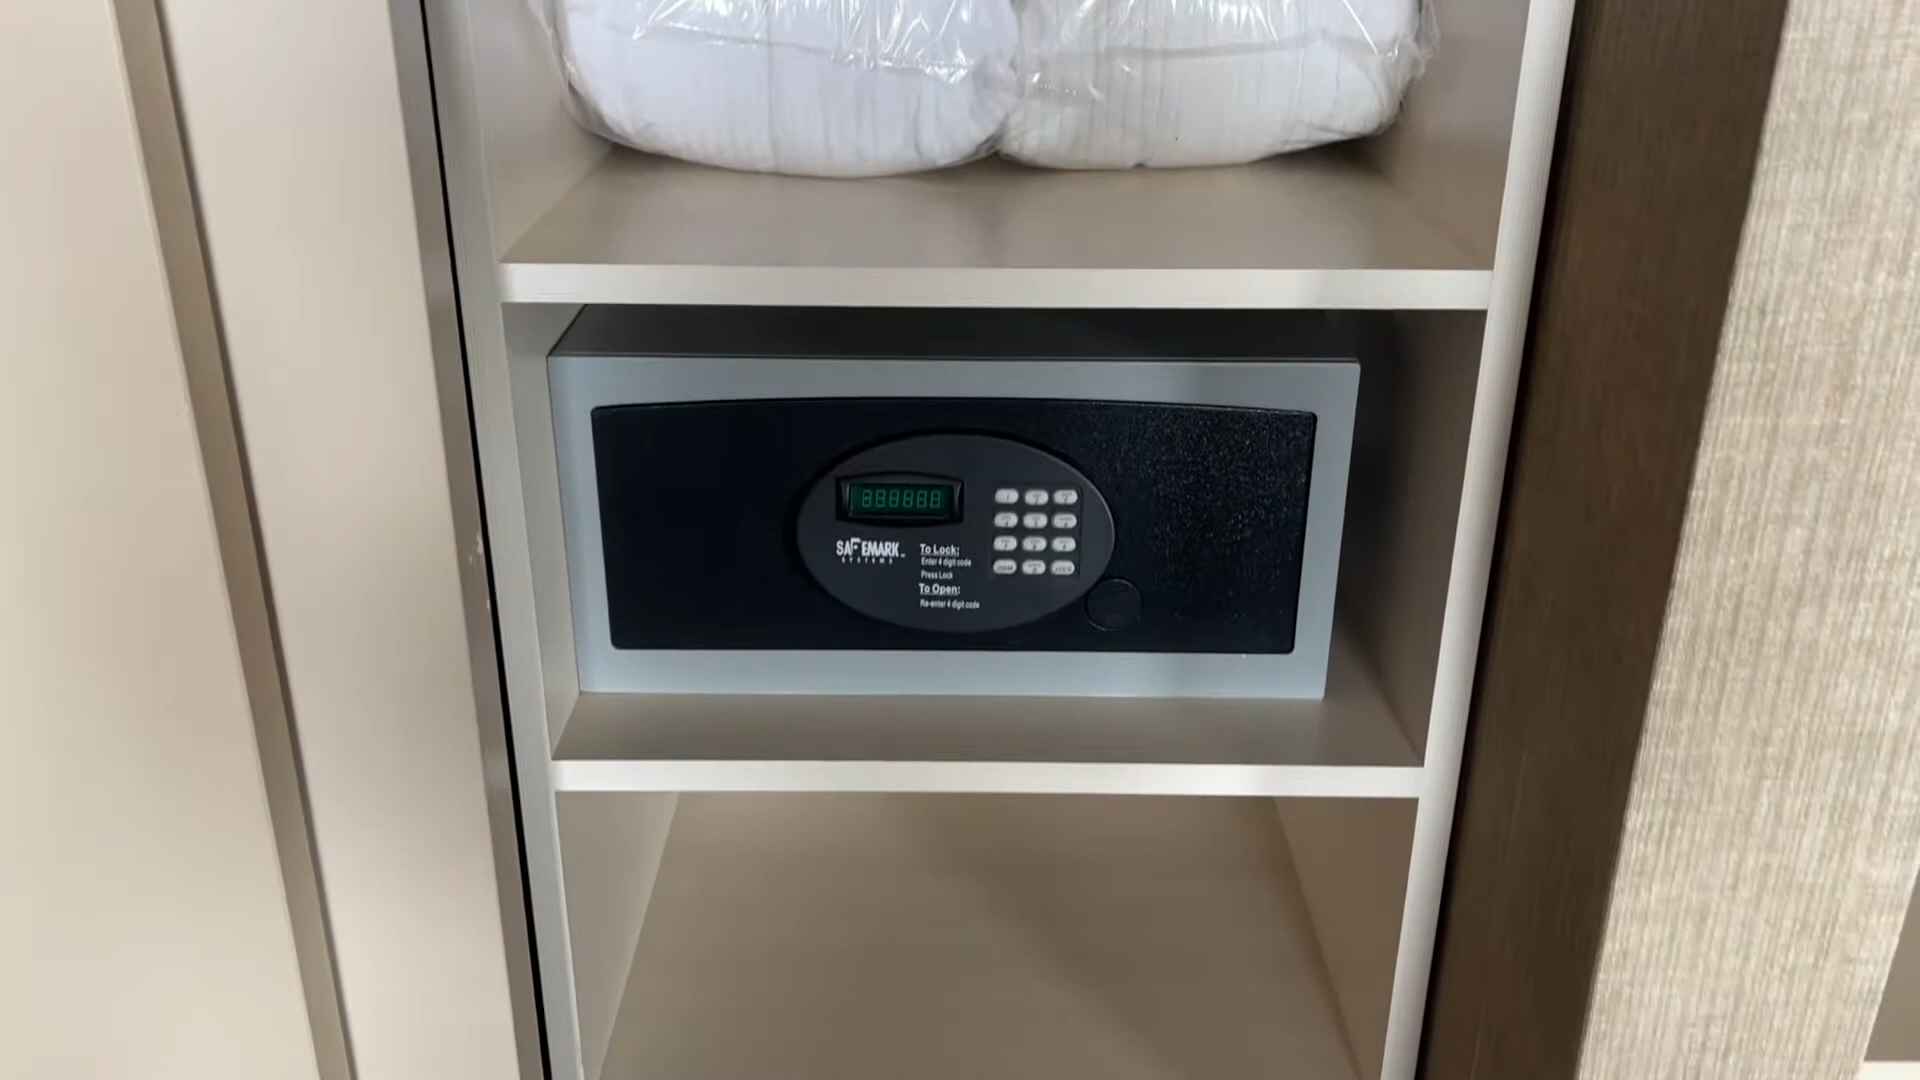 SAFEMARK
SYSTEMS
To Lock:
Enter 4 digit code
Press Lock
To Open:
Re-enter 4 digit code